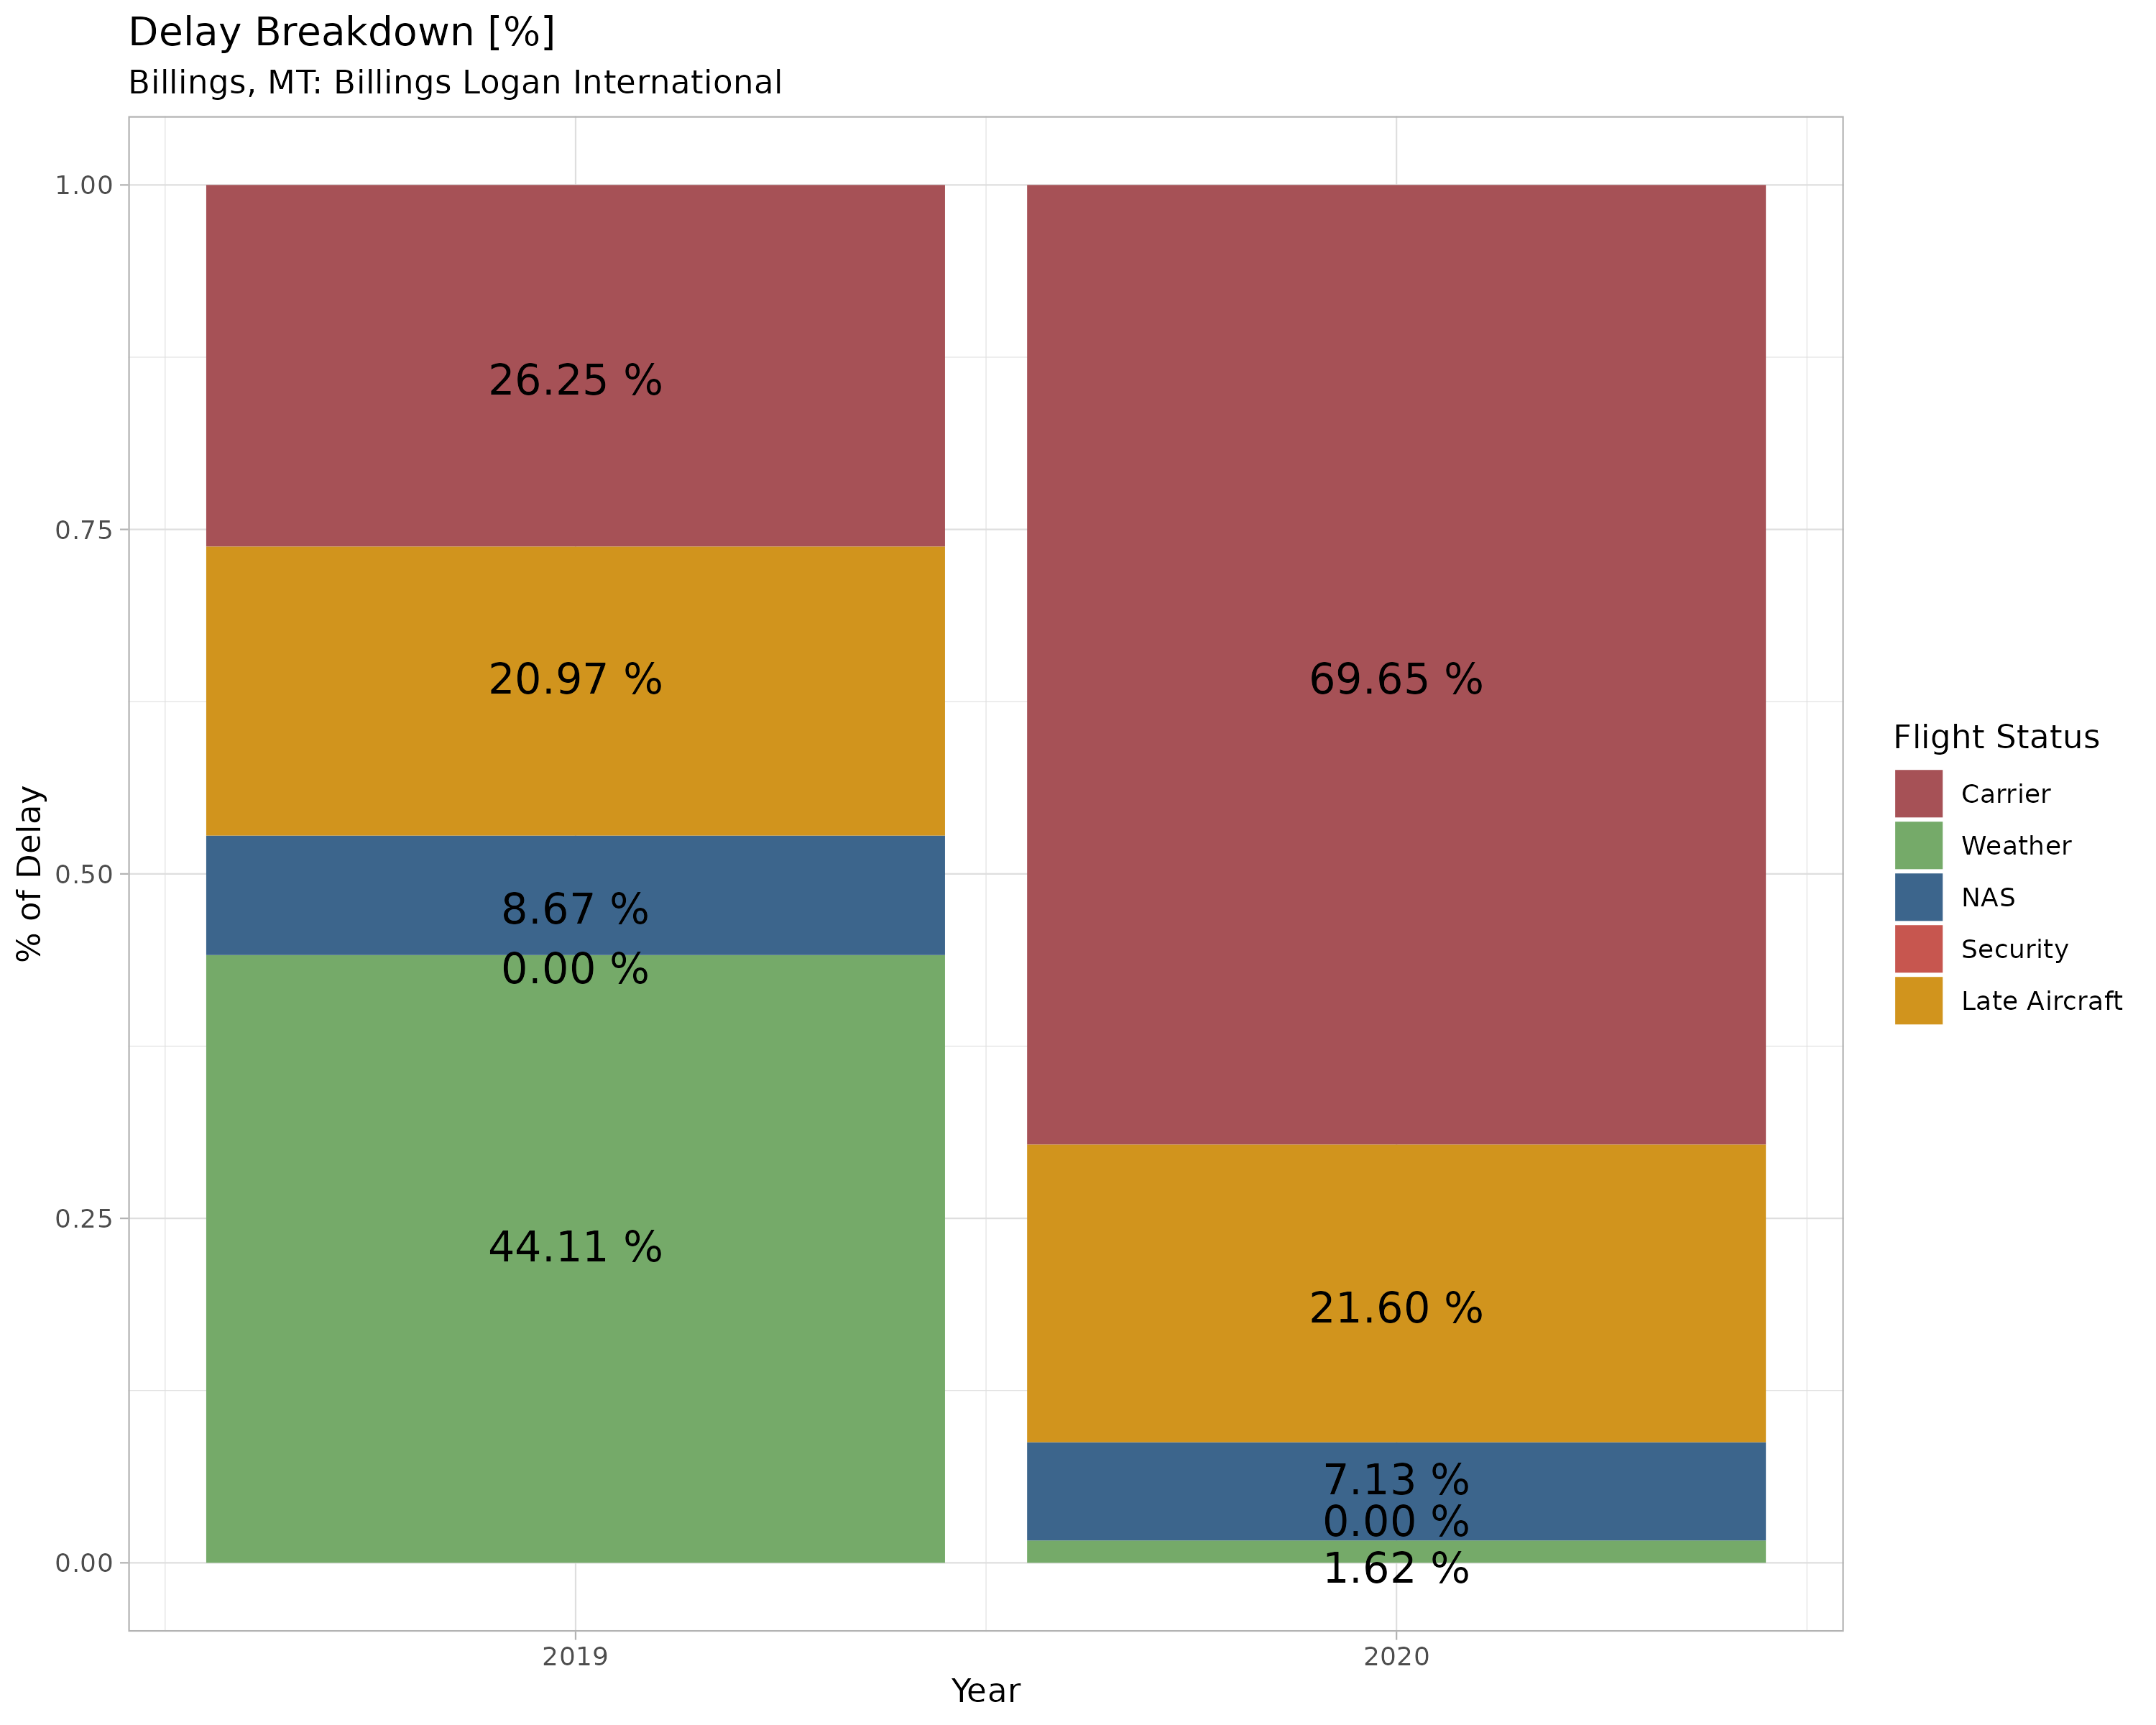 Delay Breakdown [%]
Billings, MT: Billings Logan International
% of Delay
1.00
0.75
0.50
0.25
0.00
26.25 %
20.97 %
8.67 %
0.00 %
44.11 %
69.65 %
21.60 %
7.13 %
0.00 %
1.62 %
2019
2020
Year
Flight Status
Carrier
Weather
NAS
Security
Late Aircraft